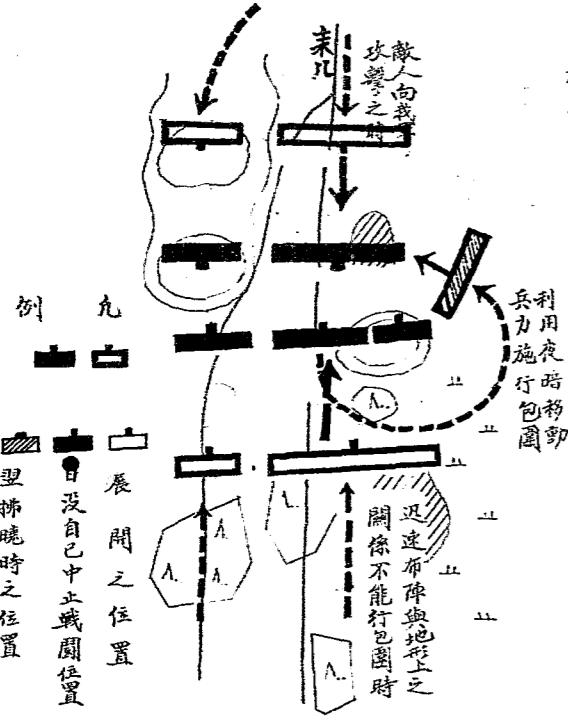 敵人向我
攻擊之時
利用夜暗移動
兵力施行包圍
凡例
展開之位置
日沒自己中止戰鬪位置
翌拂曉時之位置
迅速布陣與地形上之
關係不能行包圍時